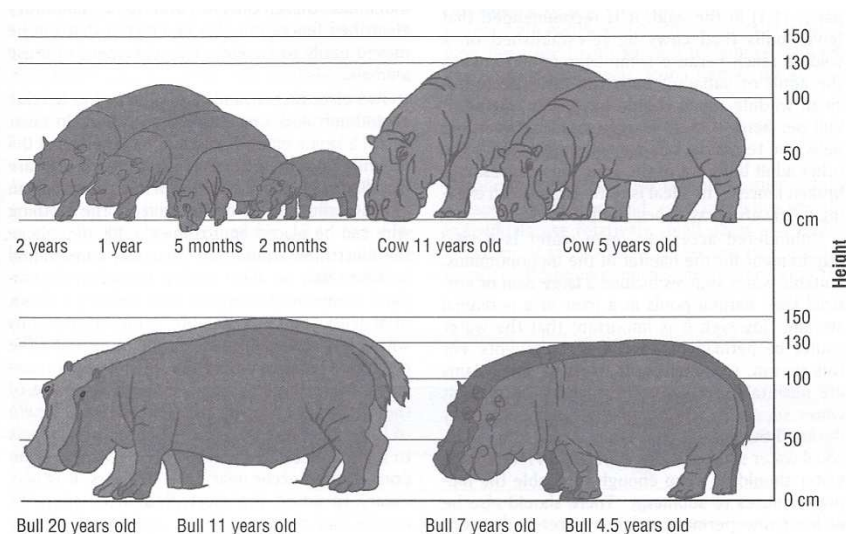 150
130
100
50
0 cm
2 years 1 year 5 months 2 months Cow 11 years old Cow 5 years old
Height
150
130
100
50
0 cm
Bull 20 years old Bull 11 years old Bull 7 years old Bull 4.5 years old